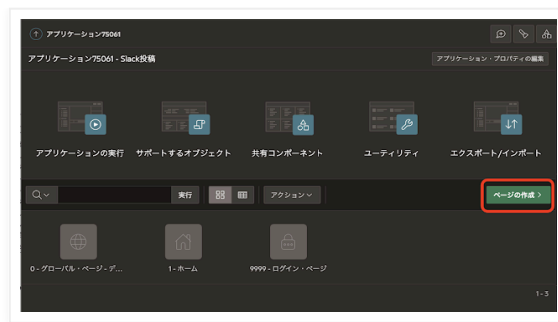 アプリケーション75061
アプリケーション75061 - Slack投稿
アプリケーション・プロパティの編集
アプリケーションの実行
サポートするオブジェクト
共有コンポーネント
ユーティリティ
エクスポート/インポート
実行
アクション
ページの作成
0 - グローバル・ページ - デ...
1 - ホーム
9999 - ログイン・ページ
1 - 3